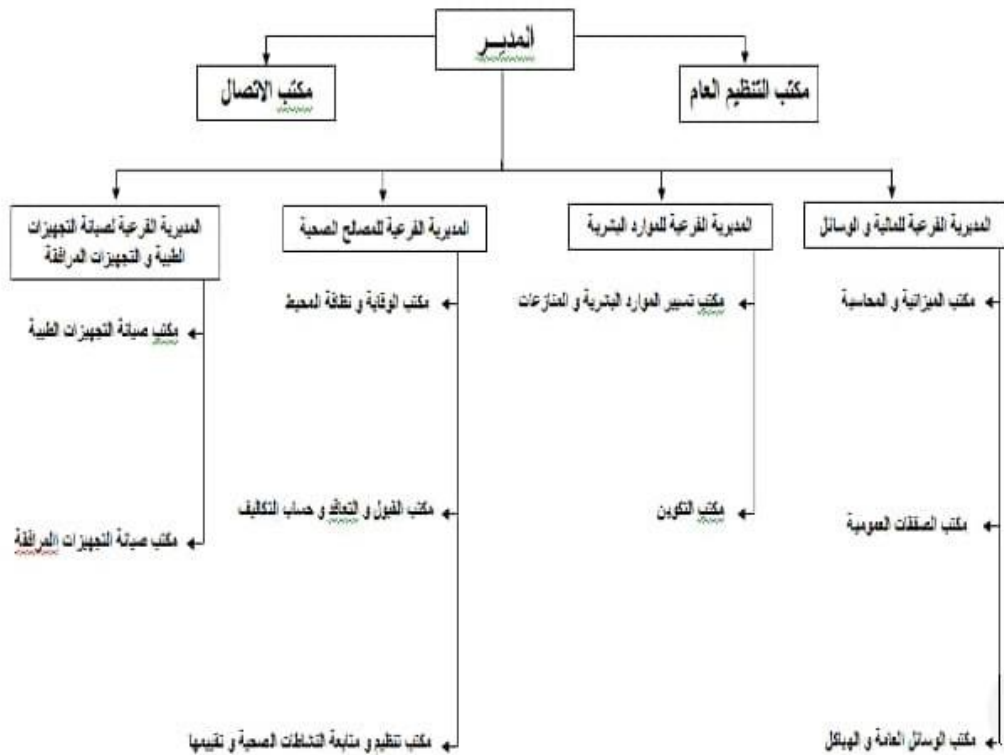 المديــر
مكتب التنظيم العام
مكتب الاتصال
المديرية الفرعية للمالية و الوسائل
المديرية الفرعية للموارد البشرية
المديرية الفرعية للمصالح الصحية
المديرية الفرعية لصيانة التجهيزات
الطبية و التجهيزات المرافقة
مكتب الميزانية و المحاسبة
مكتب الصفقات العمومية
مكتب الوسائل العامة و الهياكل
مكتب تسيير الموارد البشرية و المنازعات
مكتب التكوين
مكتب الوقاية و نظافة المحيط
مكتب القبول و التعاقد و حساب التكاليف
مكتب تنظيم و متابعة النشاطات الصحية و تقييمها
مكتب صيانة التجهيزات الطبية
مكتب صيانة التجهيزات المرافقة